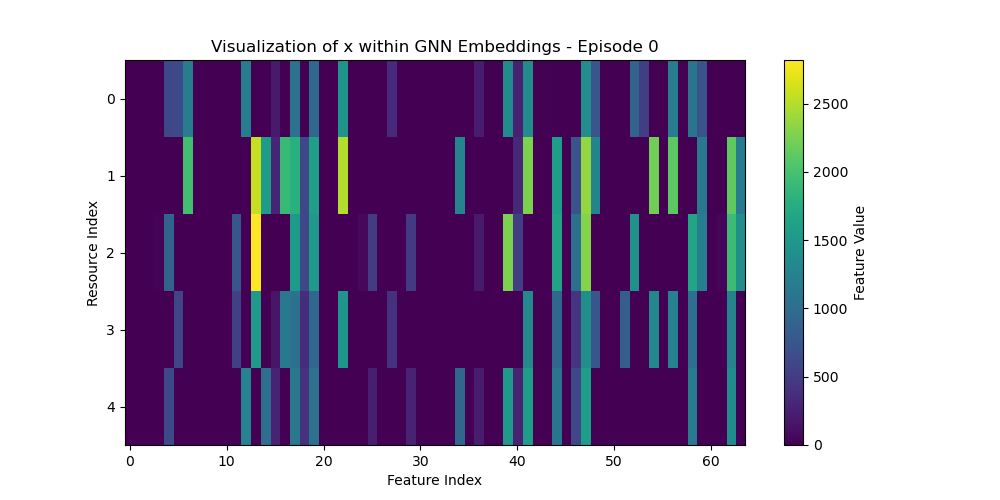 Visualization of x within GNN Embeddings - Episode 0
Resource Index
0
1
2
3
4
0 10 20 30 40 50 60
Feature Index
2500
2000
1500
1000
500
0
Feature Value